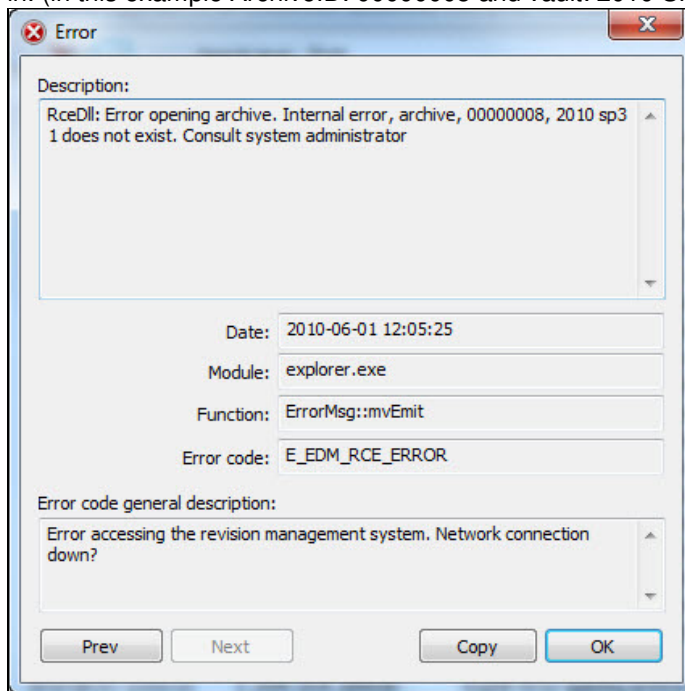 Error
Description:
RceDll: Error opening archive. Internal error, archive, 00000008, 2010 sp3
1 does not exist. Consult system administrator
Date: 2010-06-01 12:05:25
Module: explorer.exe
Function: ErrorMsg::mvEmit
Error code: E_EDM_RCE_ERROR
Error code general description:
Error accessing the revision management system. Network connection
down?
Prev Next Copy OK